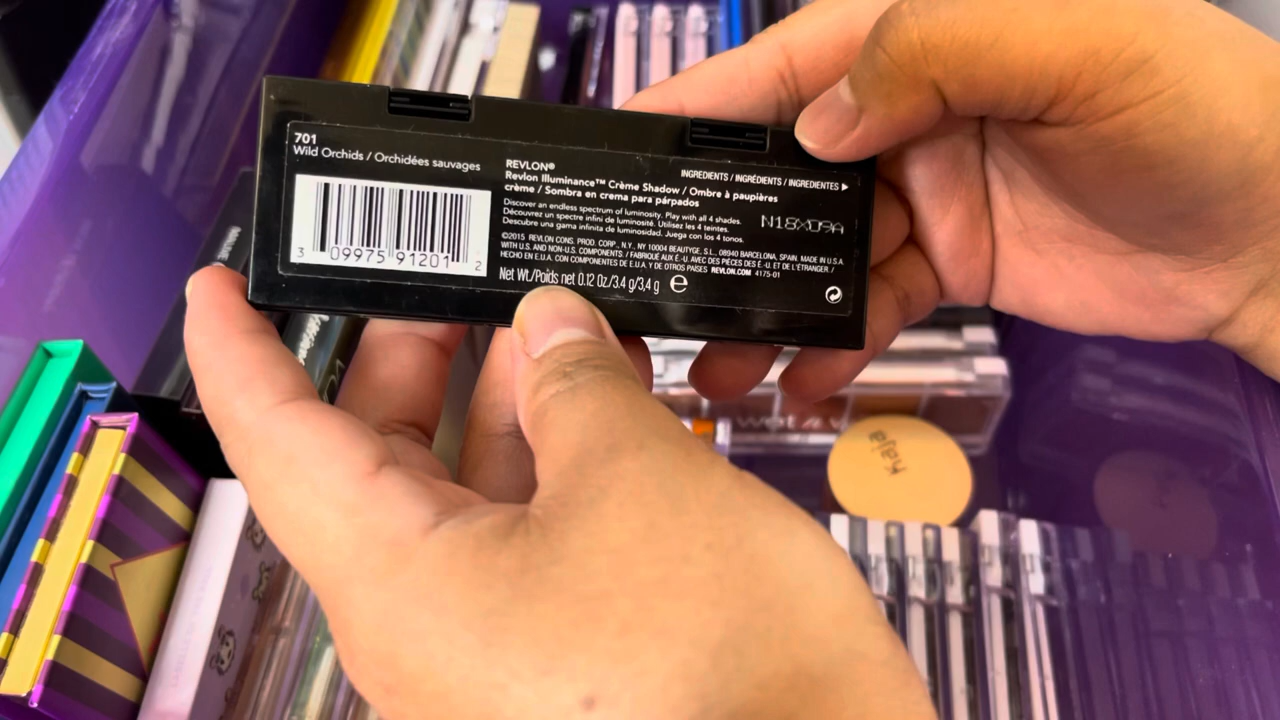 701
Wild Orchids / Orchidées sauvages
3 09975 91201 2
REVLON®
Revlon Illuminance™ Crème Shadow / Ombre à paupières
crème / Sombra en crema para párpados
INGREDIENTS / INGRÉDIENTS / INGREDIENTES ▶
Discover an endless spectrum of luminosity. Play with all 4 shades.
Découvrez un spectre infini de luminosité. Utilisez les 4 teintes.
Descubre una gama infinita de luminosidad. Juega con los 4 tonos.
N18X09A
©2015 REVLON CONS. PROD. CORP., N.Y., NY 10004 BEAUTYGE, S.L., 08940 BARCELONA, SPAIN. MADE IN U.S.A.
WITH U.S. AND NON-U.S. COMPONENTS. / FABRIQUÉ AUX É.-U. AVEC DES PIÈCES DES É.-U. ET DE L'ÉTRANGER. /
HECHO EN E.U.A. CON COMPONENTES DE E.U.A. Y DE OTROS PAÍSES REVLON.COM 4175-01
Net Wt./Poids net 0.12 Oz./3.4 g/3,4 g ℮
wet n w